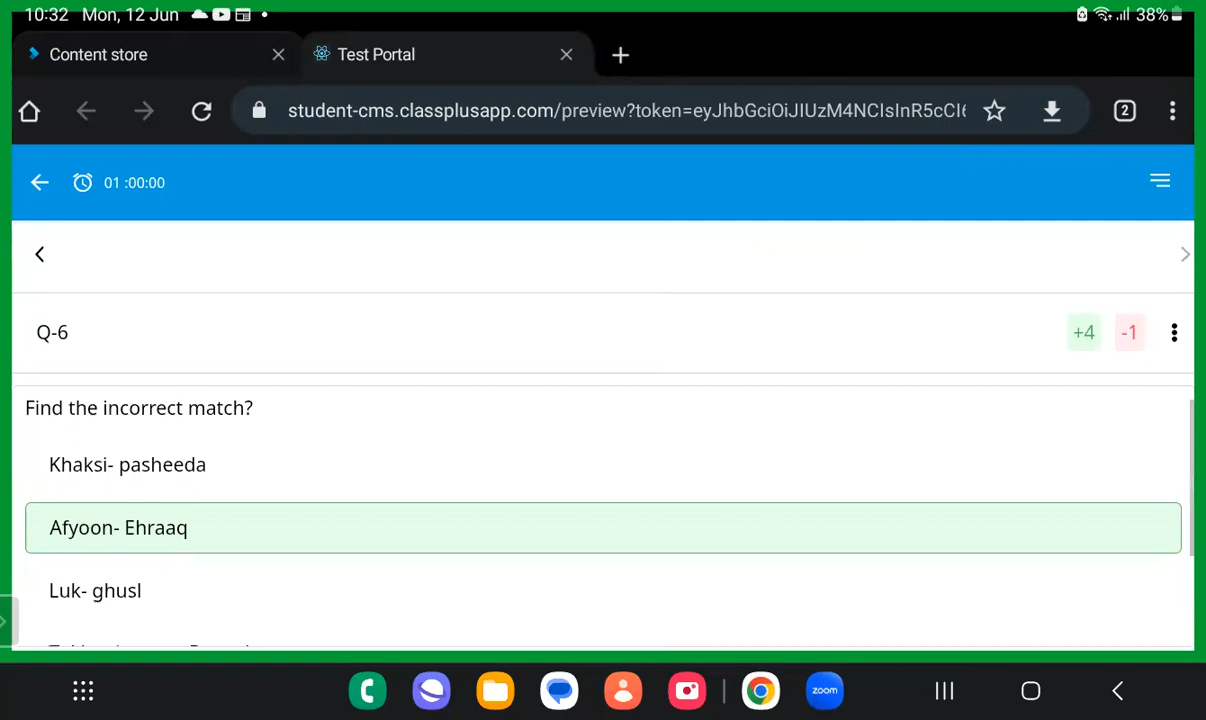 10:32 Mon, 12 Jun
38%
Content store
Test Portal
student-cms.classplusapp.com/preview?token=eyJhbGciOiJIUzM4NCIsInR5cCI6
2
01 :00:00
Q-6
+4 -1
Find the incorrect match?
Khaksi- pasheeda
Afyoon- Ehraaq
Luk- ghusl
zoom